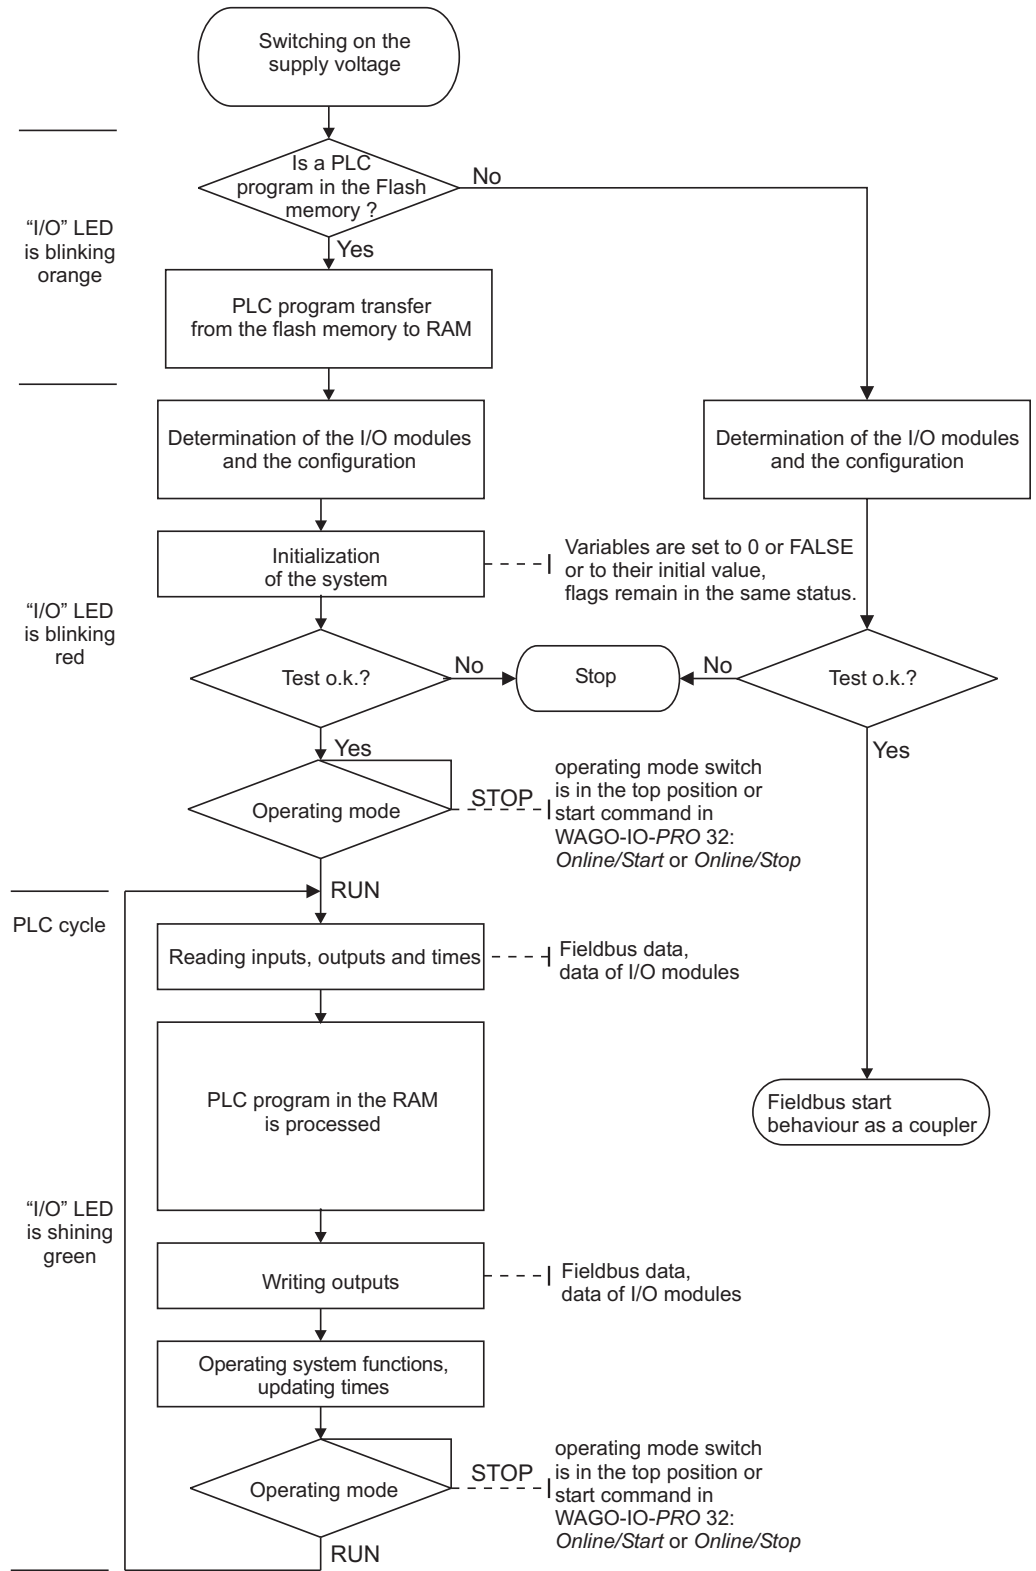 Switching on the
supply voltage
Is a PLC
program in the Flash
memory ?
No
Yes
“I/O” LED
is blinking
orange
PLC program transfer
from the flash memory to RAM
Determination of the I/O modules
and the configuration
Determination of the I/O modules
and the configuration
Initialization
of the system
Variables are set to 0 or FALSE
or to their initial value,
flags remain in the same status.
“I/O” LED
is blinking
red
Test o.k.?
No
Stop
No
Test o.k.?
Yes
Yes
Operating mode
STOP
operating mode switch
is in the top position or
start command in
WAGO-IO-PRO 32:
Online/Start or Online/Stop
RUN
PLC cycle
Reading inputs, outputs and times
Fieldbus data,
data of I/O modules
PLC program in the RAM
is processed
Fieldbus start
behaviour as a coupler
“I/O” LED
is shining
green
Writing outputs
Fieldbus data,
data of I/O modules
Operating system functions,
updating times
Operating mode
STOP
operating mode switch
is in the top position or
start command in
WAGO-IO-PRO 32:
Online/Start or Online/Stop
RUN